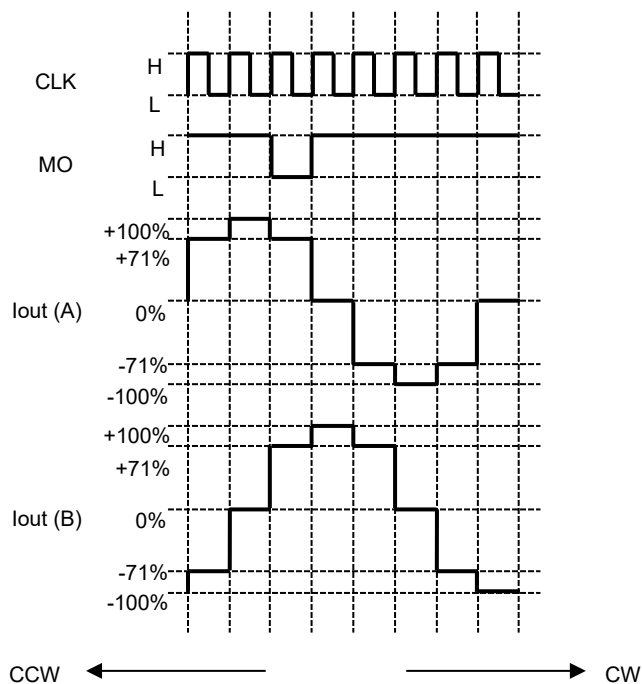 CLK
H
L
MO
H
L
Iout (A)
+100%
+71%
0%
-71%
-100%
Iout (B)
+100%
+71%
0%
-71%
-100%
CCW
CW